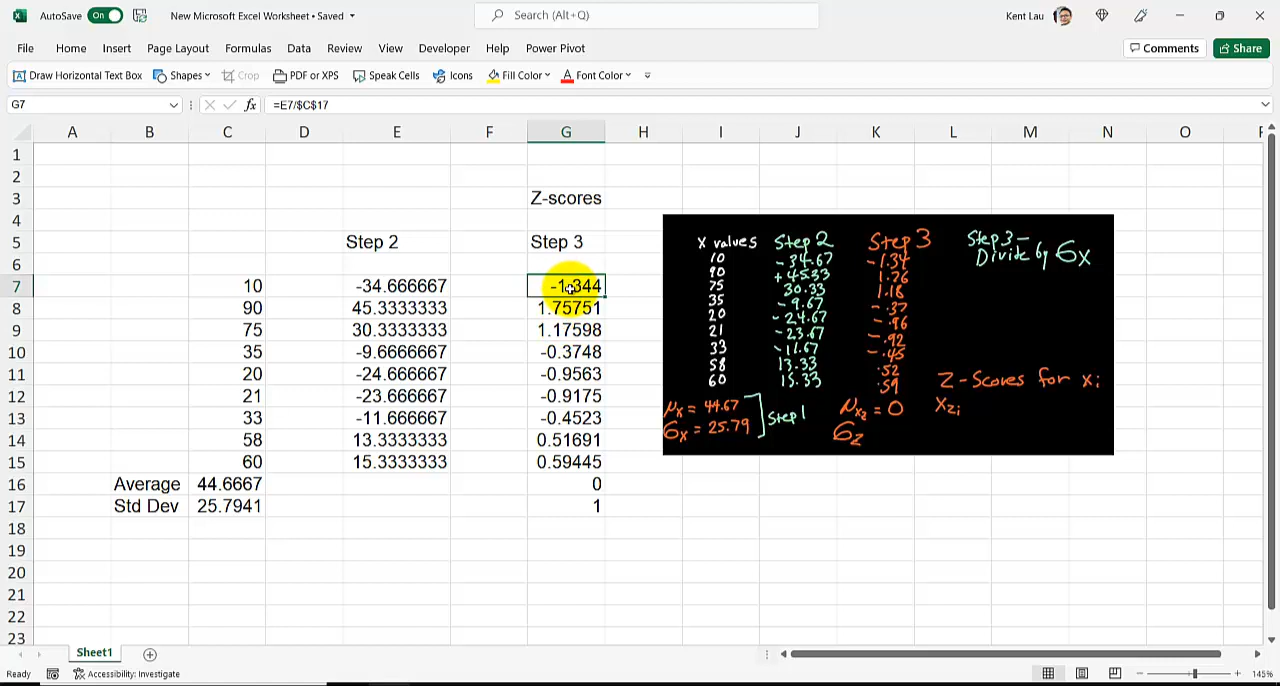 AutoSave On New Microsoft Excel Worksheet • Saved Search (Alt+Q) Kent Lau
File Home Insert Page Layout Formulas Data Review View Developer Help Power Pivot Comments Share
Draw Horizontal Text Box Shapes Crop PDF or XPS Speak Cells Icons Fill Color Font Color
G7 fx =E7/$C$17
A B C D E F G H I J K L M N O
1
2
3 Z-scores
4
5 Step 2 Step 3
6
7 10 -34.666667 -1.344
8 90 45.3333333 1.75751
9 75 30.3333333 1.17598
10 35 -9.6666667 -0.3748
11 20 -24.666667 -0.9563
12 21 -23.666667 -0.9175
13 33 -11.666667 -0.4523
14 58 13.3333333 0.51691
15 60 15.3333333 0.59445
16 Average 44.6667 0
17 Std Dev 25.7941 1
18
19
20
21
22
23
X values Step 2 Step 3 Step 3 –
Divide by σx
10 -34.67 -1.34
90 +45.33 1.76
75 30.33 1.18
35 -9.67 -.37
20 -24.67 -.96
21 -23.67 -.92
33 -11.67 -.45
58 13.33 .52
60 15.33 .59
Z-Scores for xi
μx = 44.67 Step 1 μxz = 0 xzi
σx = 25.79 σz
Sheet1
Ready Accessibility: Investigate 145%